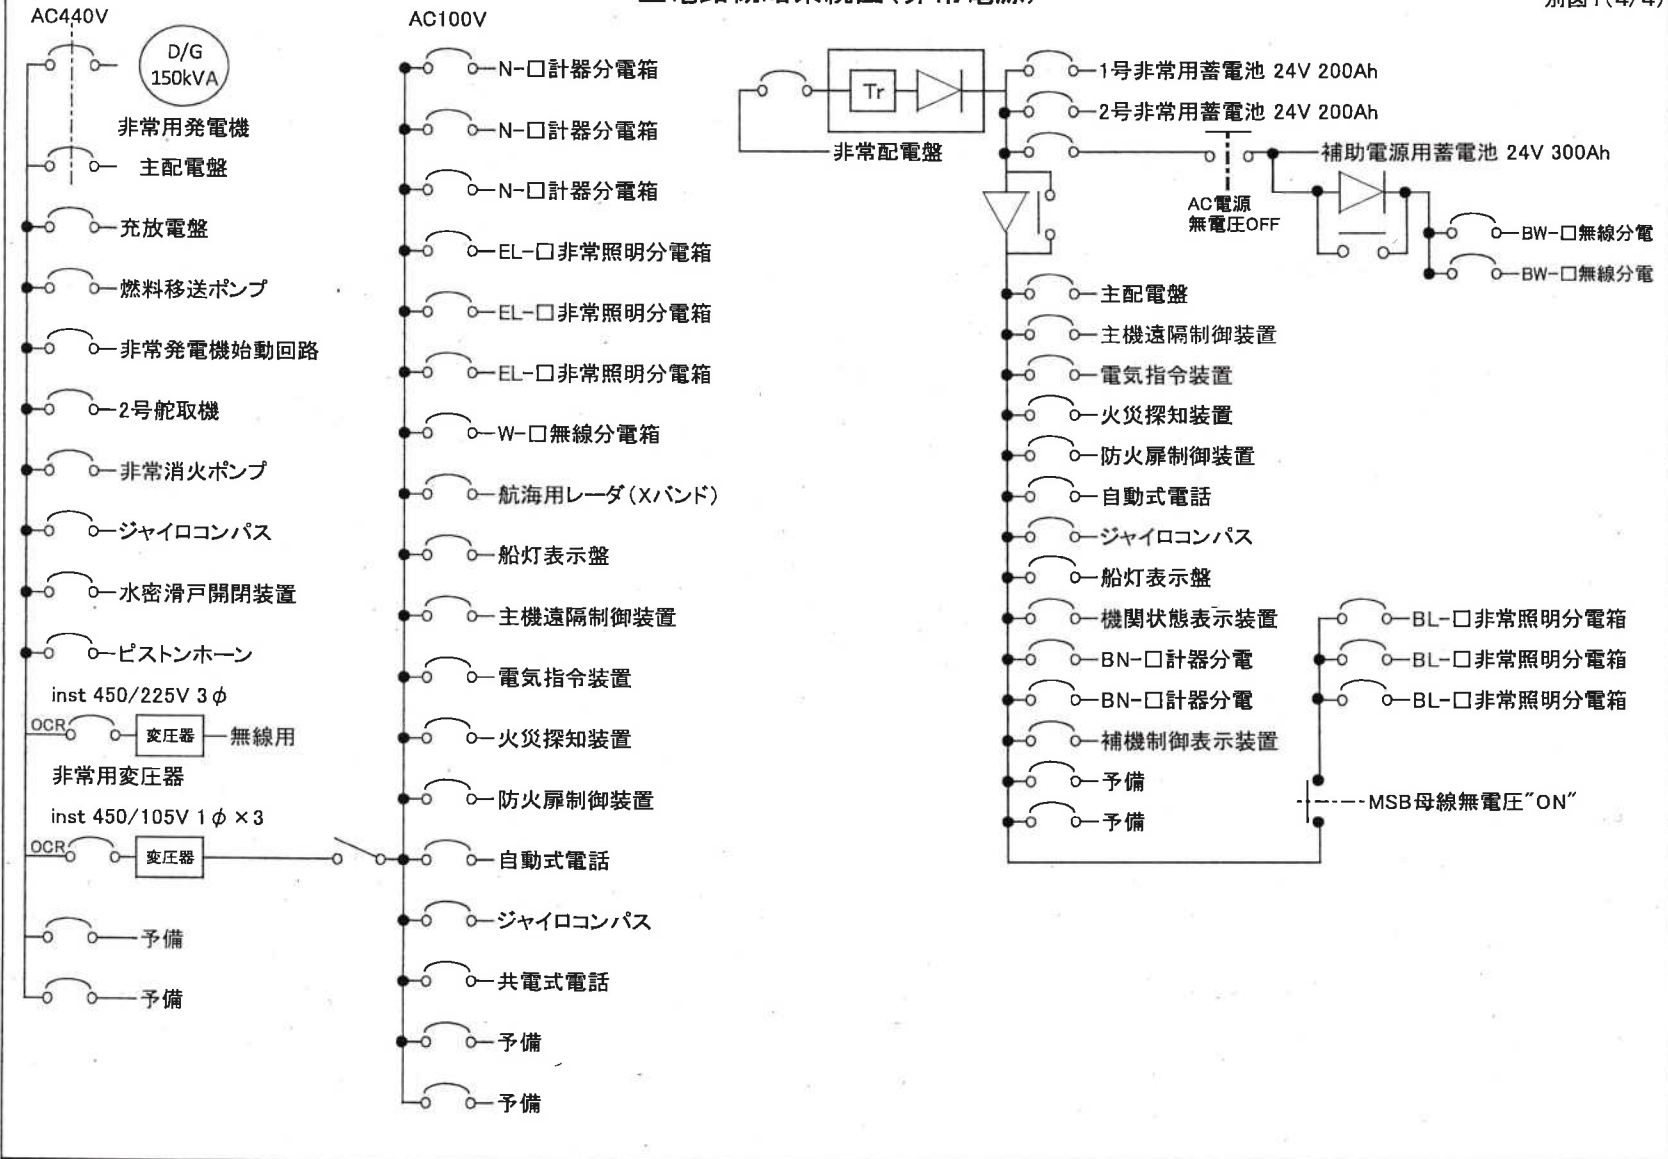 AC440V
D/G
150kVA
非常用発電機
主配電盤
充放電盤
燃料移送ポンプ
非常発電機始動回路
2号舵取機
非常消火ポンプ
ジャイロコンパス
水密滑戸開閉装置
ピストンホーン
inst 450/225V 3φ
OCR
変圧器
無線用
非常用変圧器
inst 450/105V 1φ×3
OCR
変圧器
予備
予備
AC100V
N-口計器分電箱
N-口計器分電箱
N-口計器分電箱
EL-口非常照明分電箱
EL-口非常照明分電箱
EL-口非常照明分電箱
W-口無線分電箱
航海用レーダ(Xバンド)
船灯表示盤
主機遠隔制御装置
電気指令装置
火災探知装置
防火扉制御装置
自動式電話
ジャイロコンパス
共電式電話
予備
予備
Tr
非常配電盤
1号非常用蓄電池 24V 200Ah
2号非常用蓄電池 24V 200Ah
補助電源用蓄電池 24V 300Ah
AC電源
無電圧OFF
BW-口無線分電
BW-口無線分電
主配電盤
主機遠隔制御装置
電気指令装置
火災探知装置
防火扉制御装置
自動式電話
ジャイロコンパス
船灯表示盤
機関状態表示装置
BN-口計器分電
BN-口計器分電
補機制御表示装置
予備
予備
BL-口非常照明分電箱
BL-口非常照明分電箱
BL-口非常照明分電箱
MSB母線無電圧"ON"